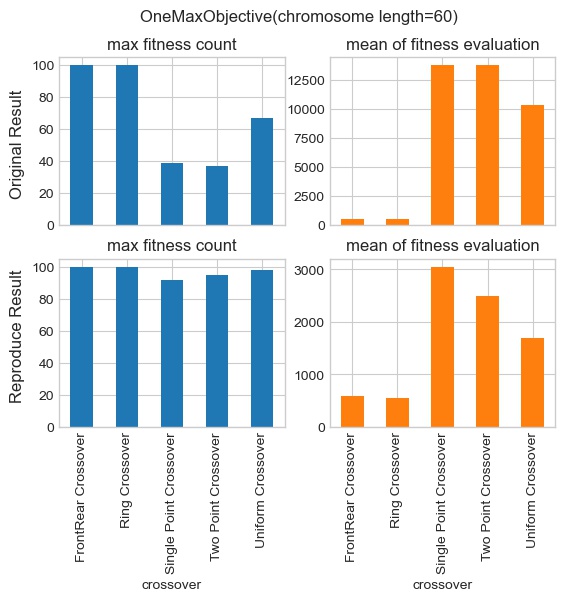 OneMaxObjective(chromosome length=60)
max fitness count
mean of fitness evaluation
Original Result
100
80
60
40
20
0
12500
10000
7500
5000
2500
0
max fitness count
mean of fitness evaluation
Reproduce Result
100
80
60
40
20
0
3000
2000
1000
0
FrontRear Crossover
Ring Crossover
Single Point Crossover
Two Point Crossover
Uniform Crossover
FrontRear Crossover
Ring Crossover
Single Point Crossover
Two Point Crossover
Uniform Crossover
crossover
crossover